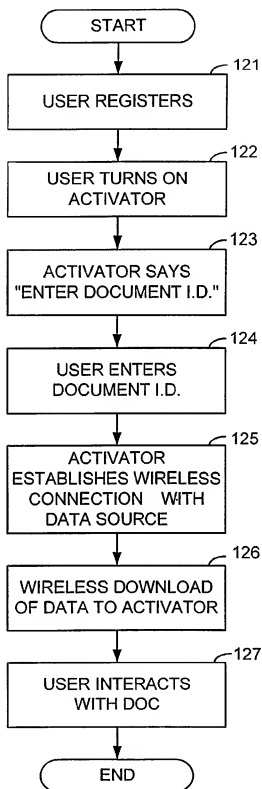 START
121
USER REGISTERS
122
USER TURNS ON
ACTIVATOR
123
ACTIVATOR SAYS
"ENTER DOCUMENT I.D."
124
USER ENTERS
DOCUMENT I.D.
125
ACTIVATOR
ESTABLISHES WIRELESS
CONNECTION WITH
DATA SOURCE
126
WIRELESS DOWNLOAD
OF DATA TO ACTIVATOR
127
USER INTERACTS
WITH DOC
END